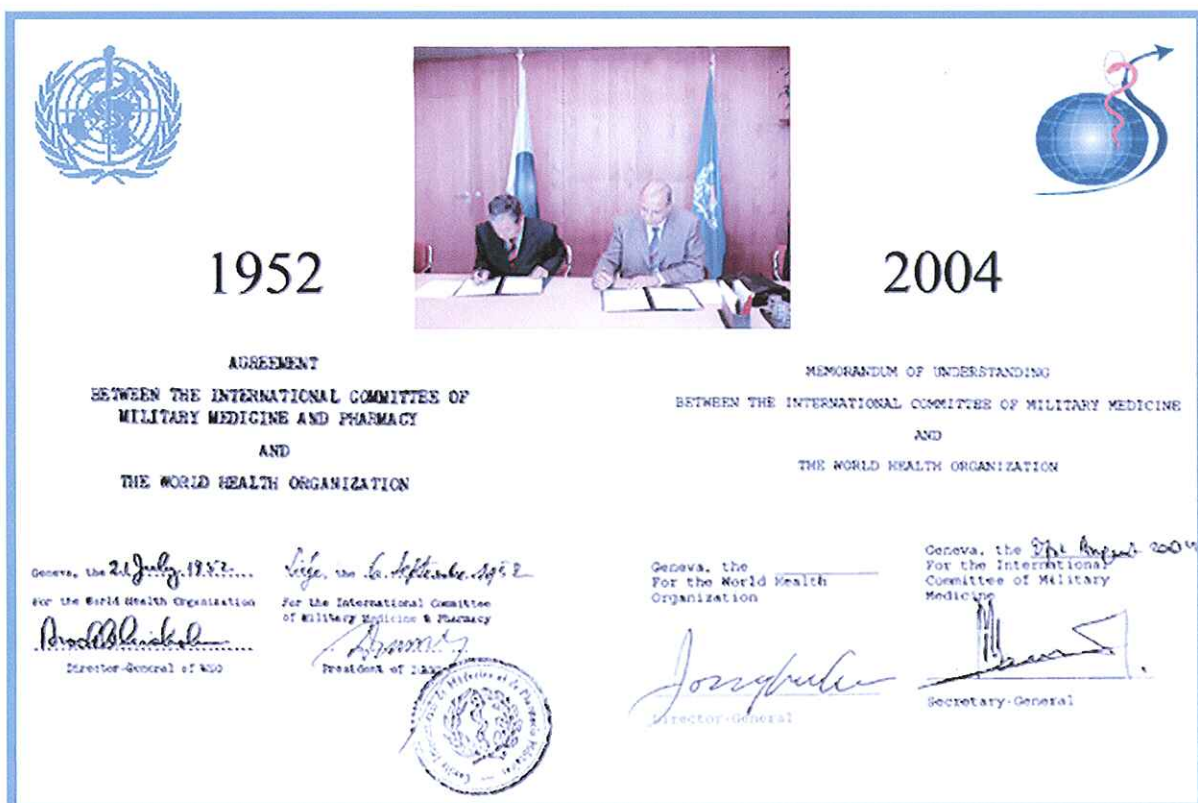 1952
2004
AGREEMENT
BETWEEN THE INTERNATIONAL COMMITTEE OF
MILITARY MEDICINE AND PHARMACY
AND
THE WORLD HEALTH ORGANIZATION
Geneva, the 21 July 1952
For the World Health Organization
Director-General of WHO
Liége, the 6 Septembre 1952
For the International Committee
of Military Medicine & Pharmacy
President of
MEMORANDUM OF UNDERSTANDING
BETWEEN THE INTERNATIONAL COMMITTEE OF MILITARY MEDICINE
AND
THE WORLD HEALTH ORGANIZATION
Geneva, the
For the World Health
Organization
Director-General
Geneva, the 2004
For the International
Committee of Military
Medicine
Secretary-General